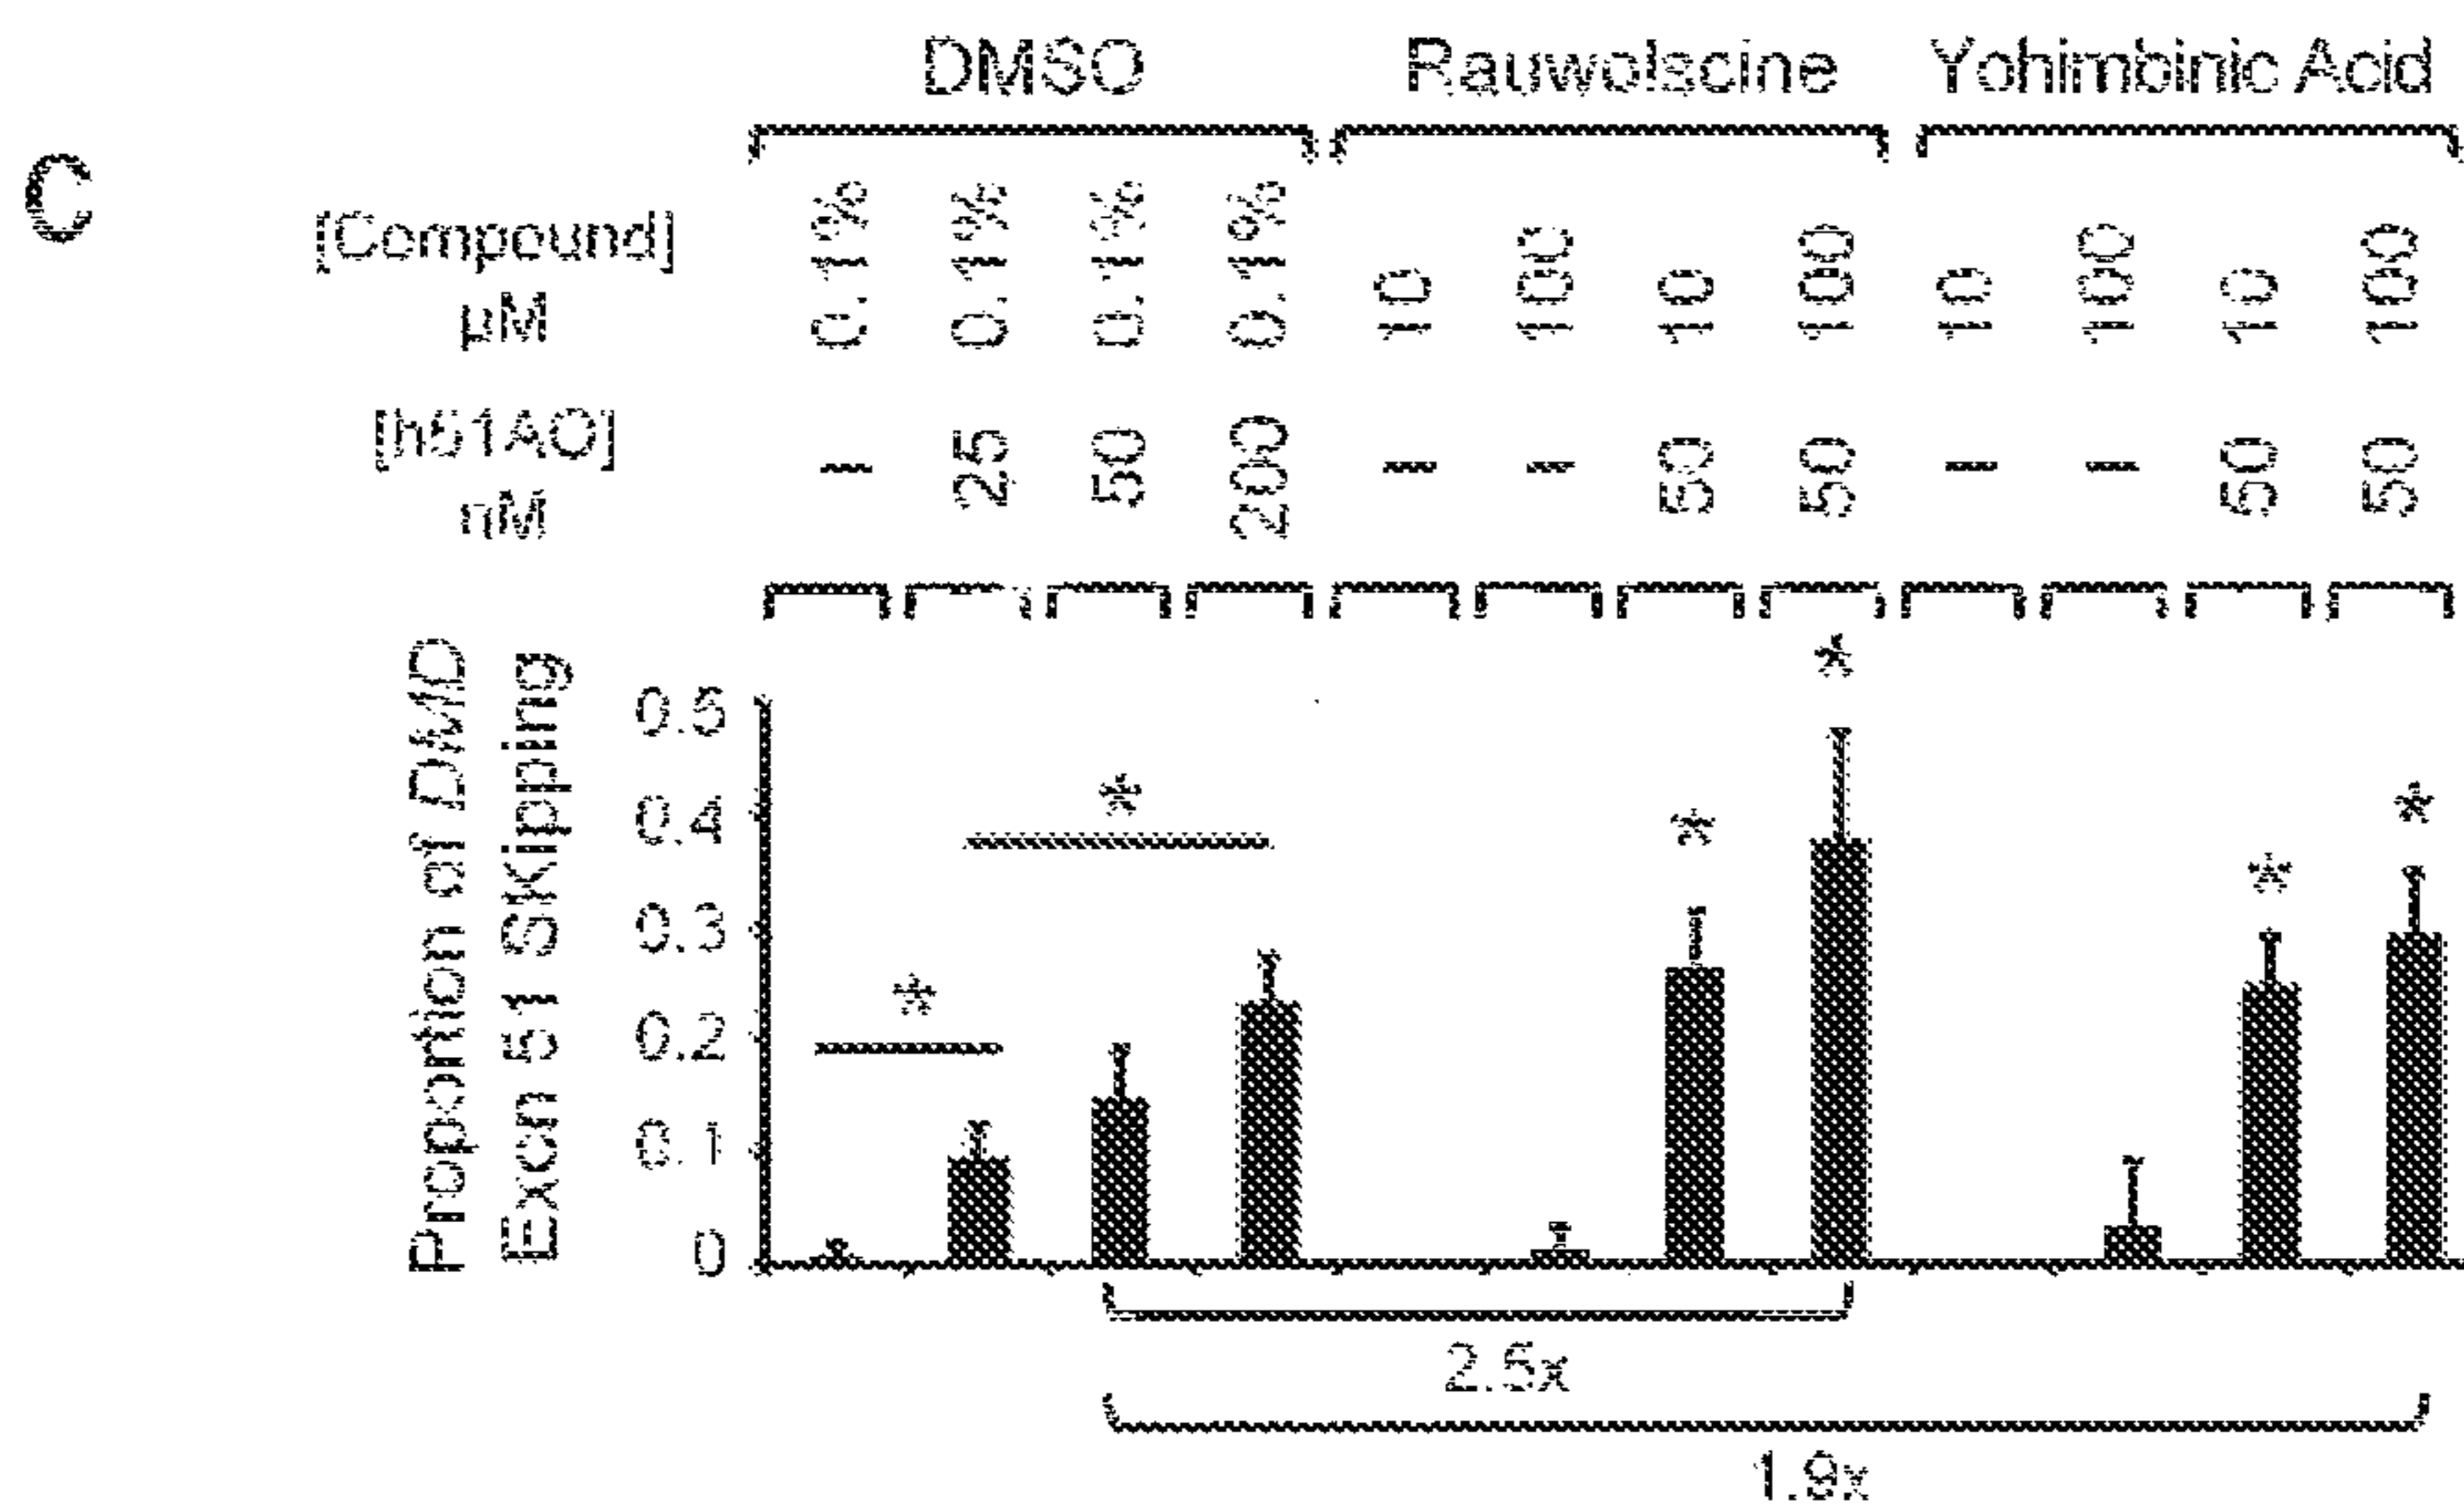 C
DMSO Rauwolscine Yohimbinic Acid
[Compound] µM 0.1% 0.1% 0.1% 0.1% 10 100 10 100 10 100 10 100
[h51AO] nM – 25 50 200 – – 50 50 – – 50 50
Proportion of DMD
Exon 51 Skipping
0.5
0.4
0.3
0.2
0.1
0
* * * * * *
2.5x
1.9x